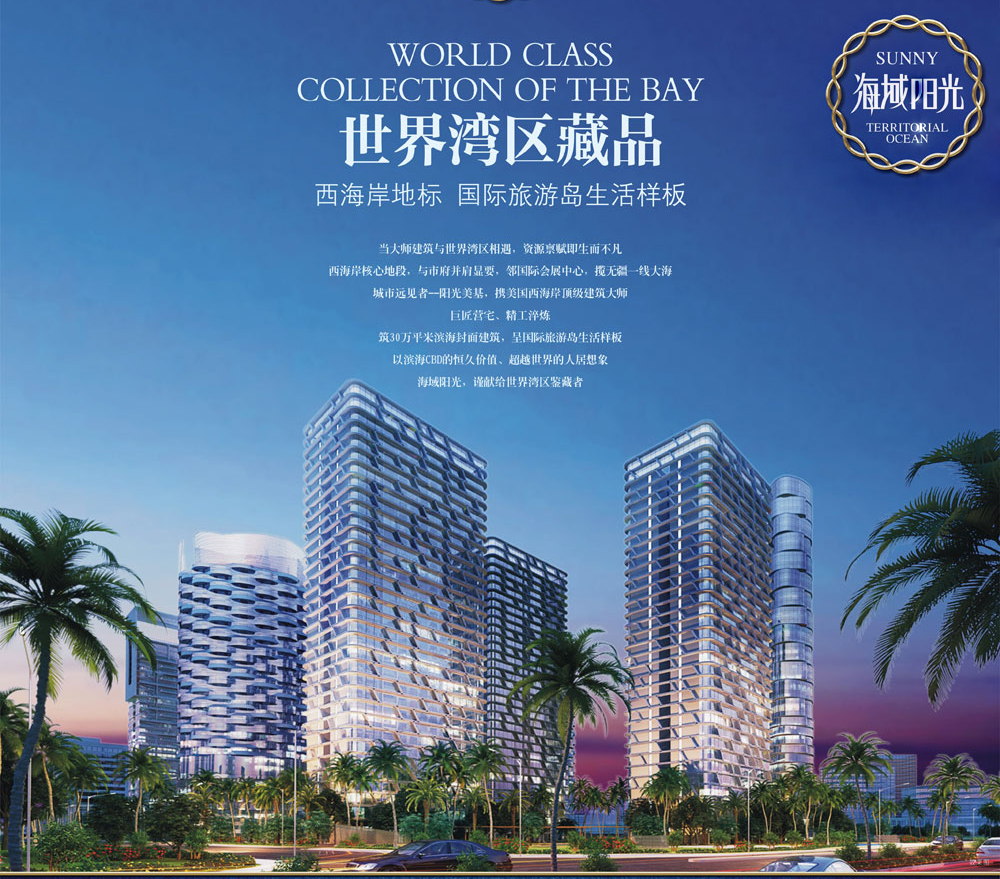 WORLD CLASS
COLLECTION OF THE BAY
世界湾区藏品
西海岸地标 国际旅游岛生活样板
当大师建筑与世界湾区相遇，资源禀赋即生而不凡
西海岸核心地段，与市府并肩显要，邻国际会展中心，揽无疆一线大海
城市远见者--阳光美基，携美国西海岸顶级建筑大师
巨匠营宅、精工淬炼
筑30万平米滨海封面建筑，呈国际旅游岛生活样板
以滨海CBD的恒久价值、超越世界的人居想象
海域阳光，谨献给世界湾区鉴藏者
SUNNY
海域阳光
TERRITORIAL
OCEAN